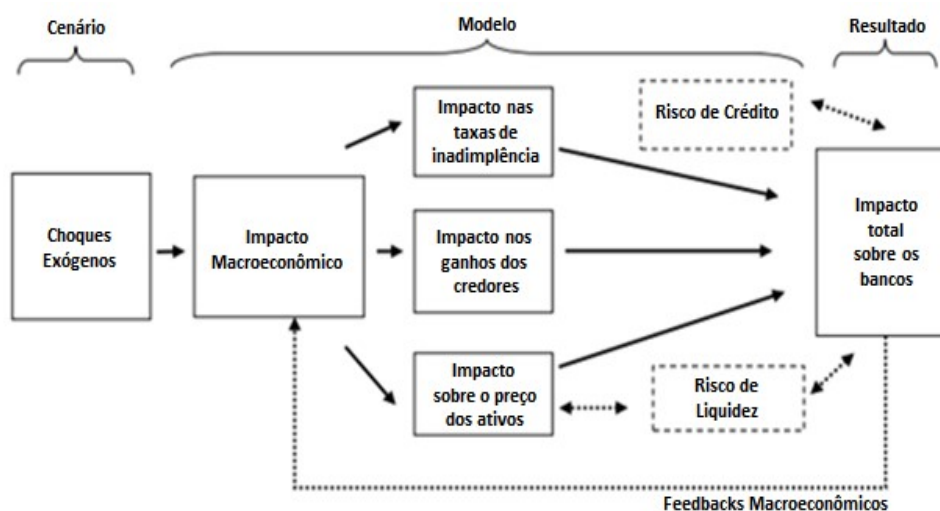 Cenário
Modelo
Resultado
Choques
Exógenos
Impacto
Macroeconômico
Impacto nas
taxas de
inadimplência
Impacto nos
ganhos dos
credores
Impacto
sobre o preço
dos ativos
Risco de Crédito
Risco de
Liquidez
Impacto
total
sobre os
bancos
Feedbacks Macroeconômicos